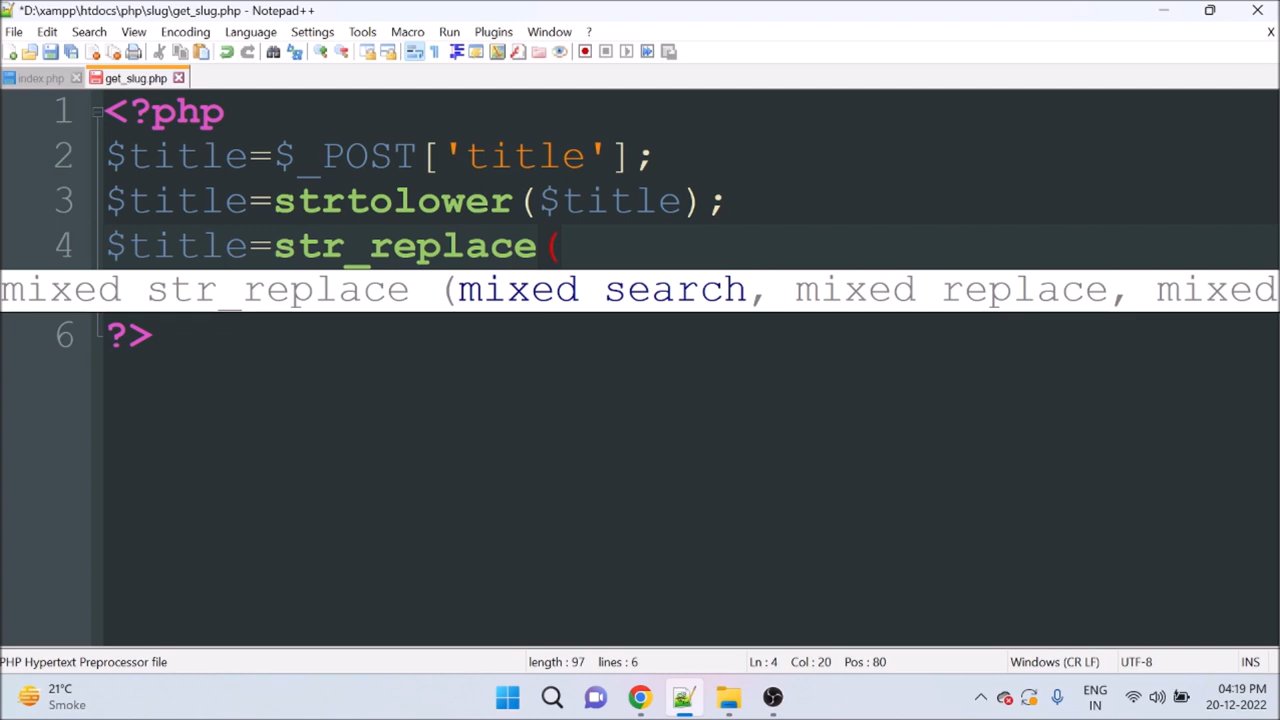 *D:\xampp\htdocs\php\slug\get_slug.php - Notepad++
File Edit Search View Encoding Language Settings Tools Macro Run Plugins Window ? X
index.php get_slug.php
1 <?php
2 $title=$_POST['title'];
3 $title=strtolower($title);
4 $title=str_replace(
mixed str_replace (mixed search, mixed replace, mixed
6 ?>
PHP Hypertext Preprocessor file length : 97 lines : 6 Ln : 4 Col : 20 Pos : 80 Windows (CR LF) UTF-8 INS
21°C ENG 04:19 PM
Smoke IN 20-12-2022